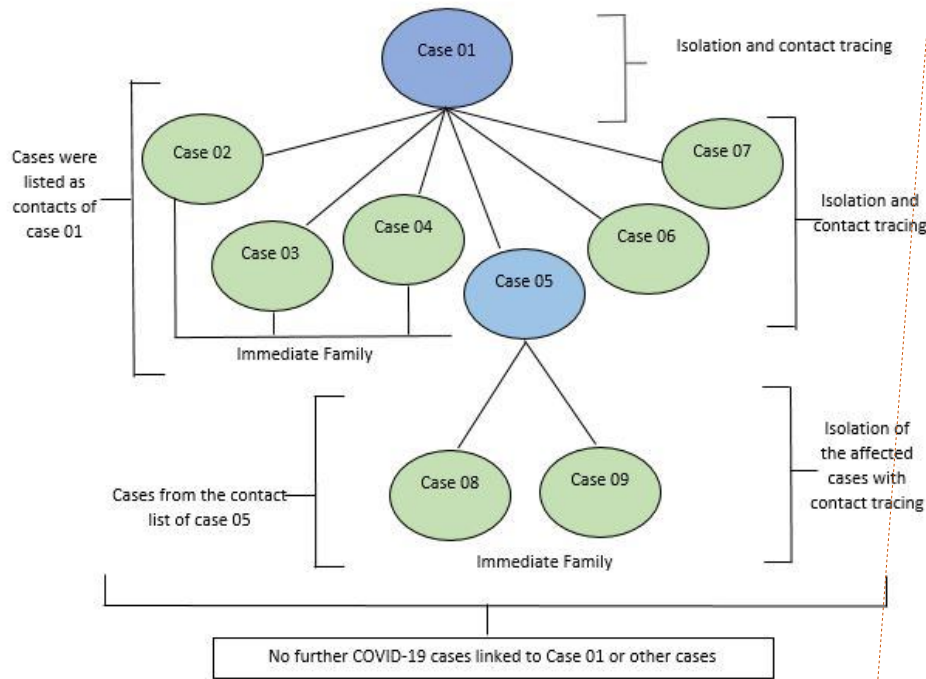 Case 01
Isolation and contact tracing
Case 02
Case 07
Cases were
listed as
contacts of
case 01
Case 03
Case 04
Case 06
Isolation and
contact tracing
Case 05
Immediate Family
Case 08
Case 09
Cases from the contact
list of case 05
Isolation of
the affected
cases with
contact tracing
Immediate Family
No further COVID-19 cases linked to Case 01 or other cases